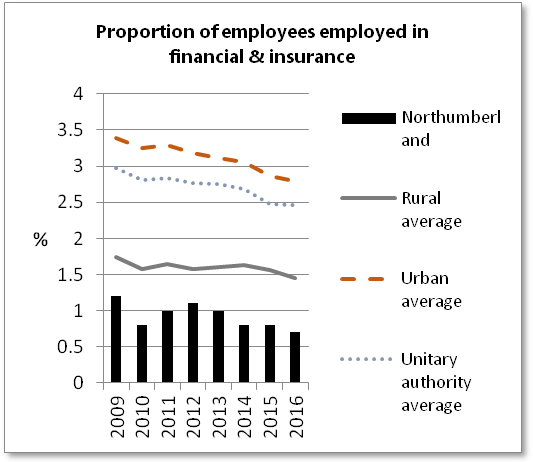 Proportion of employees employed in
financial & insurance
4
3.5
3
2.5
2
1.5
1
0.5
0
%
2009
2010
2011
2012
2013
2014
2015
2016
Northumberl
and
Rural
average
Urban
average
Unitary
authority
average